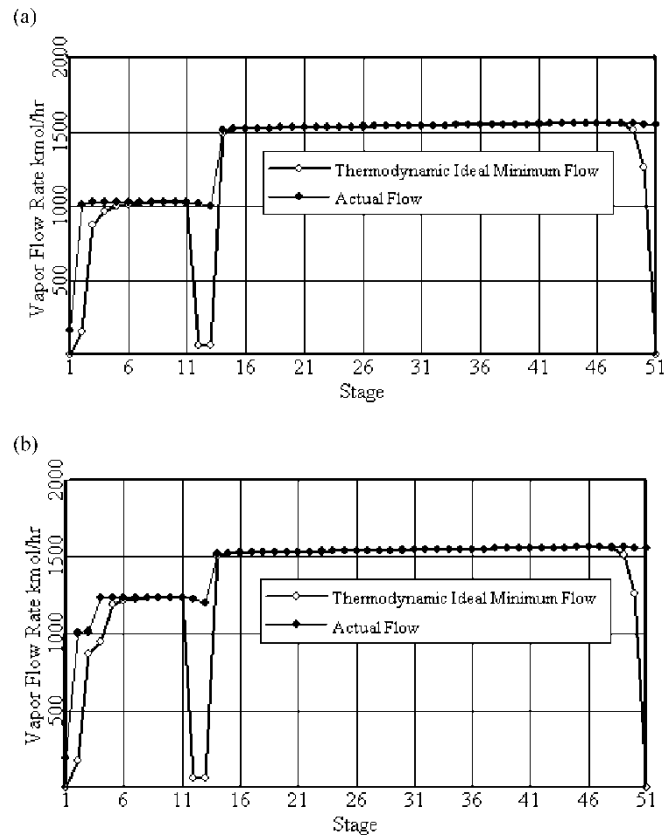 (a)
Vapor Flow Rate kmol/hr
2000
1500
1000
500
Thermodynamic Ideal Minimum Flow
Actual Flow
1 6 11 16 21 26 31 36 41 46 51
Stage
(b)
Vapor Flow Rate kmol/hr
2000
1500
1000
500
Thermodynamic Ideal Minimum Flow
Actual Flow
1 6 11 16 21 26 31 36 41 46 51
Stage